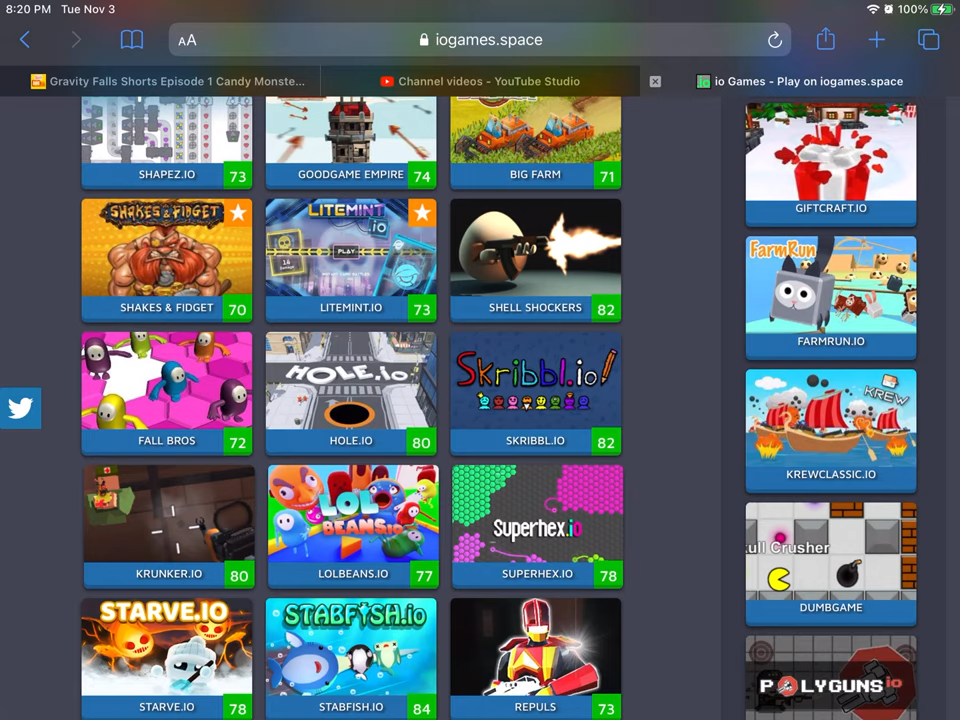 8:20 PM Tue Nov 3
100%
AA
iogames.space
Gravity Falls Shorts Episode 1 Candy Monste...
Channel videos - YouTube Studio
io Games - Play on iogames.space
SHAPEZ.IO 73
GOODGAME EMPIRE 74
BIG FARM 71
GIFTCRAFT.IO
SHAKES & FIDGET
SHAKES & FIDGET 70
LITEMINT
.io
PLAY
LITEMINT.IO 73
SHELL SHOCKERS 82
FarmRun
FARMRUN.IO
FALL BROS 72
HOLE.io
HOLE.IO 80
Skribbl.io!
SKRIBBL.IO 82
KREW
KREWCLASSIC.IO
KRUNKER.IO 80
LOL
BEANS.IO
LOLBEANS.IO 77
Superhex.io
SUPERHEX.IO 78
ull Crusher
DUMBGAME
STARVE.IO
STARVE.IO 78
STABFISH.io
STABFISH.IO 84
REPULS 73
POLYGUNS io